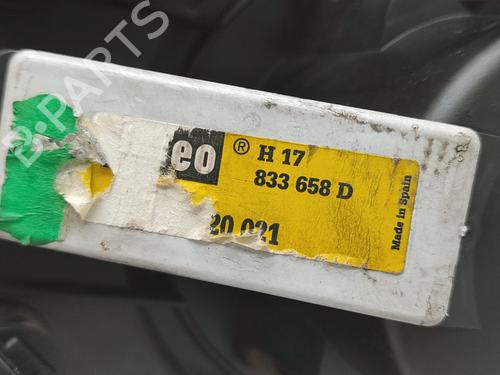 B-PARTS
eo ® H 17
833 658 D
20 021
Made in Spain